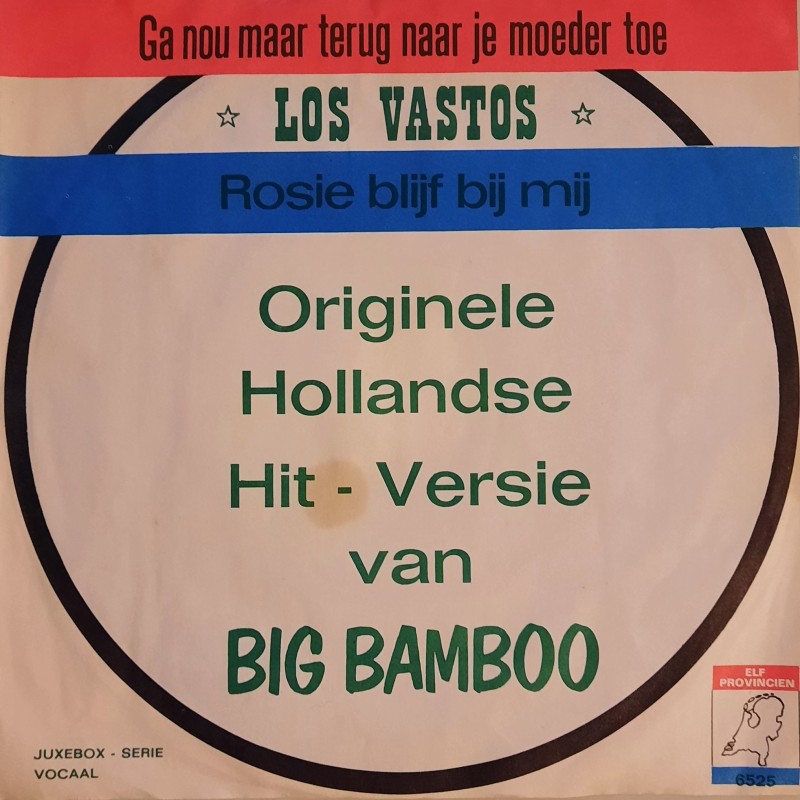 Ga nou maar terug naar je moeder toe
LOS VASTOS
Rosie blijf bij mij
Originele
Hollandse
Hit - Versie
van
BIG BAMBOO
ELF
PROVINCIEN
6525
JUXEBOX - SERIE
VOCAAL